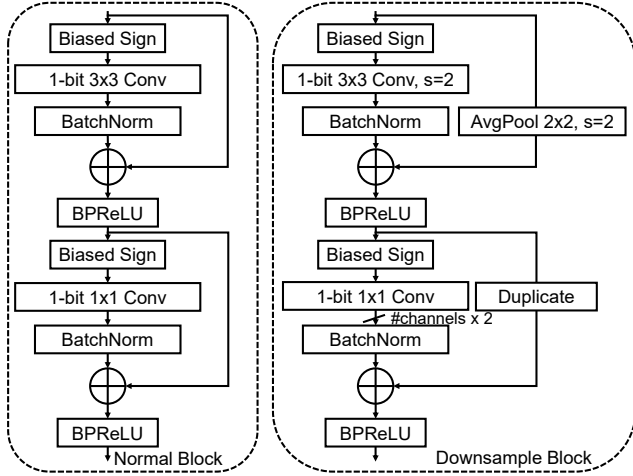 Biased Sign
1-bit 3x3 Conv
BatchNorm
BPReLU
Biased Sign
1-bit 1x1 Conv
BatchNorm
BPReLU
Normal Block
Biased Sign
1-bit 3x3 Conv, s=2
BatchNorm
AvgPool 2x2, s=2
BPReLU
Biased Sign
1-bit 1x1 Conv
Duplicate
#channels x 2
BatchNorm
BPReLU
Downsample Block